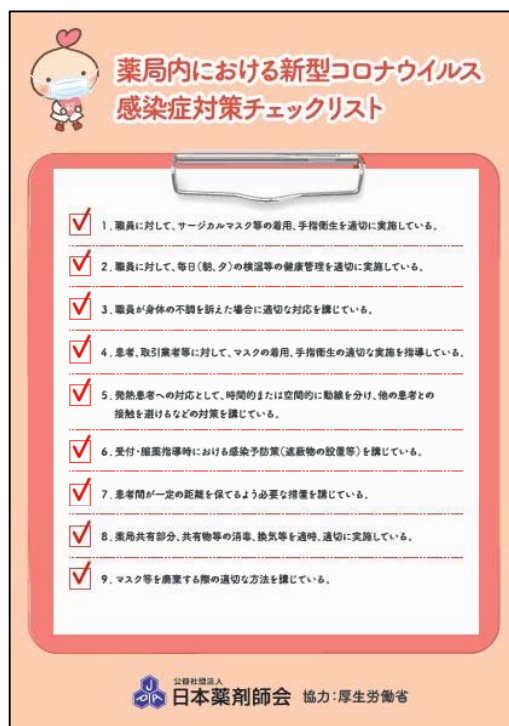 薬局内における新型コロナウイルス
感染症対策チェックリスト
1．職員に対して、サージカルマスク等の着用、手指衛生を適切に実施している。
2．職員に対して、毎日(朝、夕)の検温等の健康管理を適切に実施している。
3．職員が身体の不調を訴えた場合に適切な対応を講じている。
4．患者、取引業者等に対して、マスクの着用、手指衛生の適切な実施を指導している。
5．発熱患者への対応として、時間的または空間的に動線を分け、他の患者との
接触を避けるなどの対策を講じている。
6．受付・服薬指導時における感染予防策(遮蔽物の設置等)を講じている。
7．患者間が一定の距離を保てるよう必要な措置を講じている。
8．薬局共有部分、共有物等の消毒、換気等を適時、適切に実施している。
9．マスク等を廃棄する際の適切な方法を講じている。
公益社団法人
日本薬剤師会 協力：厚生労働省